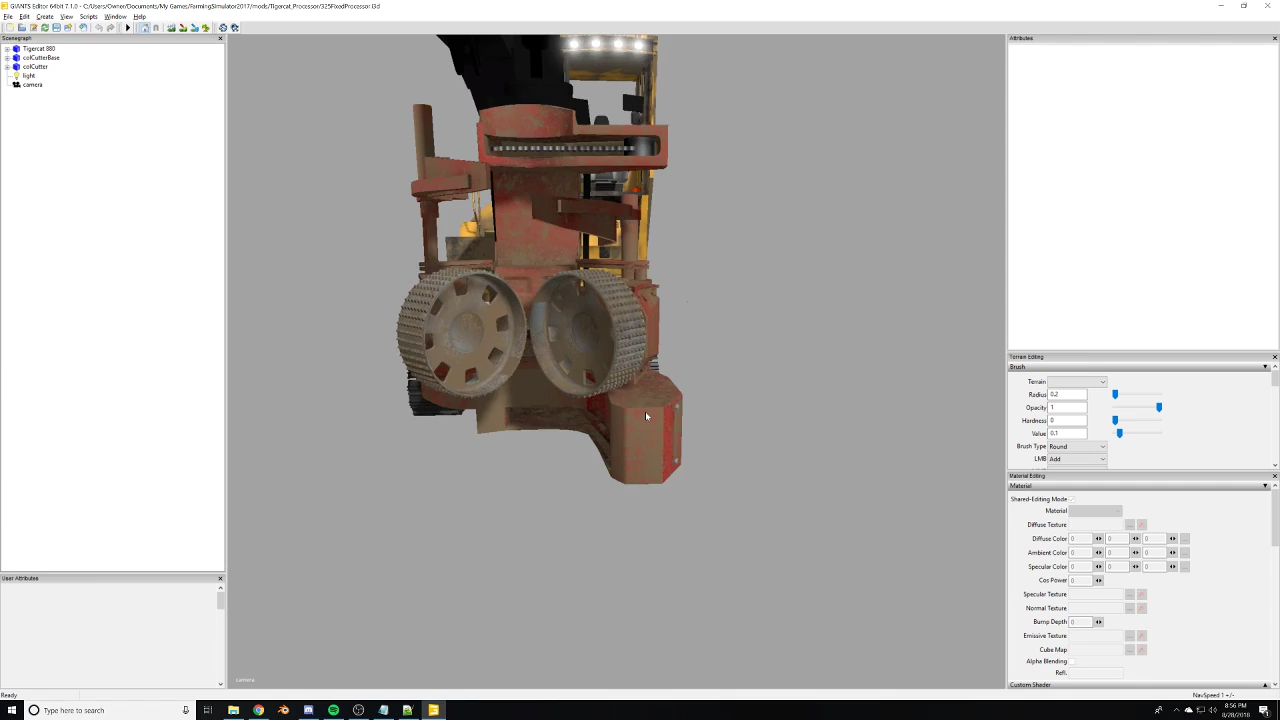 GIANTS Editor 64bit 7.1.0 - C:/Users/Owner/Documents/My Games/FarmingSimulator2017/mods/Tigercat_Processor/325FixedProcessor.i3d
File Edit Create View Scripts Window Help
Scenegraph
Tigercat 880
colCutterBase
colCutter
light
camera
User Attributes
camera
Attributes
Terrain Editing
Brush
Terrain
Radius 0.2
Opacity 1
Hardness 0
Value 0.1
Brush Type Round
LMB Add
Material Editing
Material
Shared-Editing Mode
Material
Diffuse Texture ...
Diffuse Color 0 0 0 ...
Ambient Color 0 0 0 ...
Specular Color 0 0 0 ...
Cos Power 0
Specular Texture ...
Normal Texture ...
Bump Depth 0
Emissive Texture ...
Cube Map ...
Alpha Blending
Refl.
Custom Shader
Ready
NavSpeed 1 +/-
Type here to search
8:56 PM
8/28/2018